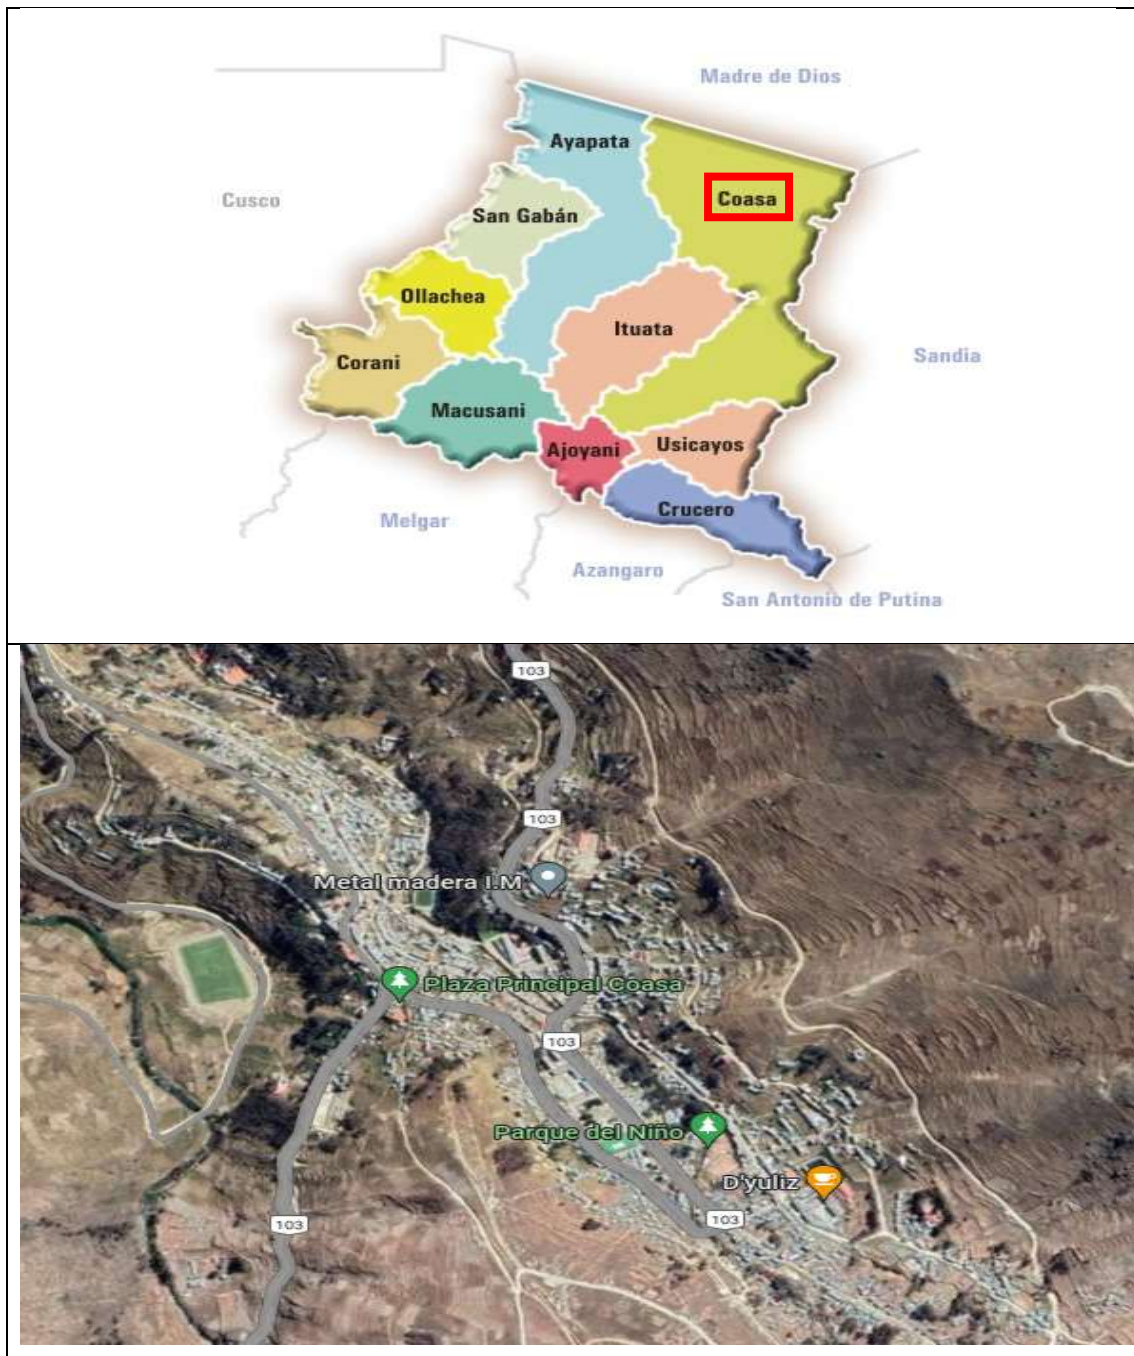 Madre de Dios
Ayapata
Cusco
Coasa
San Gabán
Ollachea
Ituata
Corani
Sandia
Macusani
Ajoyani
Usicayos
Crucero
Melgar
Azangaro
San Antonio de Putina
103
103
Metal madera I.M
Plaza Principal Coasa
103
Parque del Niño
D'yuliz
103
103